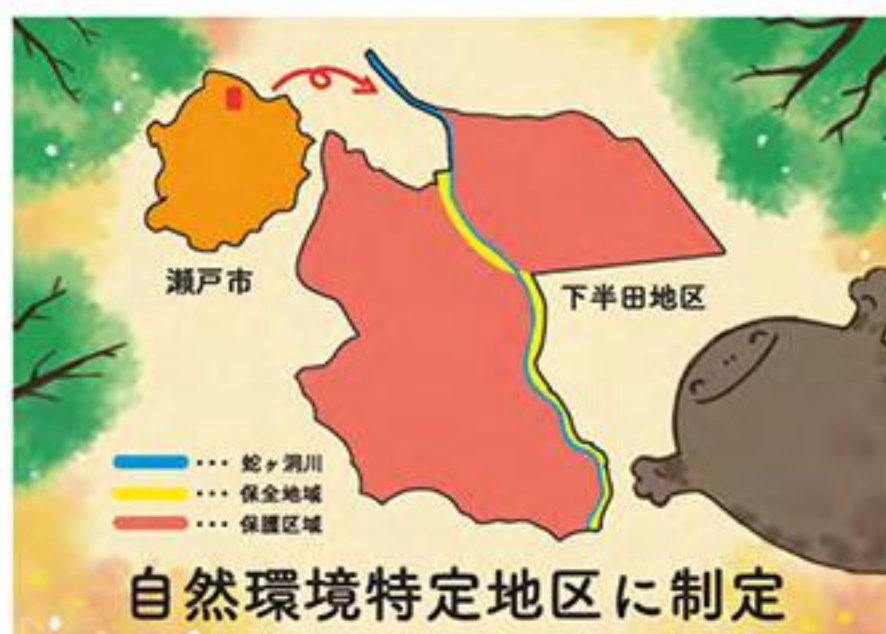 瀬戸市
下半田地区
・・・ 蛇ヶ洞川
・・・ 保全地域
・・・ 保護区域
自然環境特定地区に制定